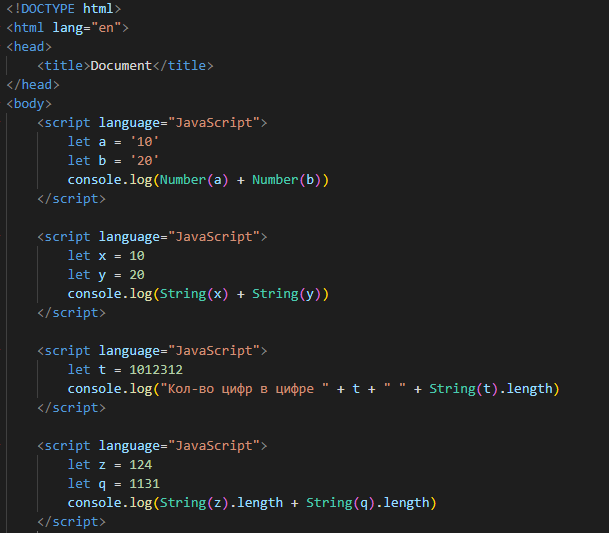 <!DOCTYPE html>
<html lang="en">
<head>
    <title>Document</title>
</head>
<body>
    <script language="JavaScript">
        let a = '10'
        let b = '20'
        console.log(Number(a) + Number(b))
    </script>

    <script language="JavaScript">
        let x = 10
        let y = 20
        console.log(String(x) + String(y))
    </script>

    <script language="JavaScript">
        let t = 1012312
        console.log("Кол-во цифр в цифре " + t + " " + String(t).length)
    </script>

    <script language="JavaScript">
        let z = 124
        let q = 1131
        console.log(String(z).length + String(q).length)
    </script>